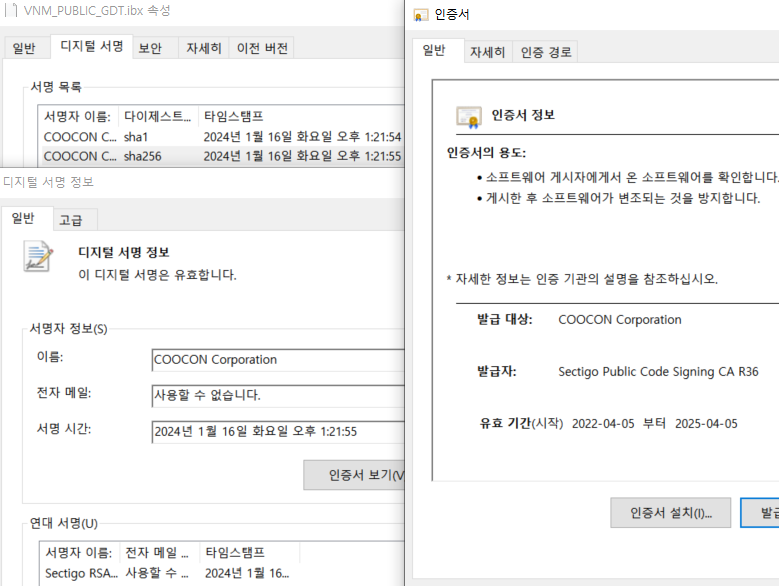 VNM_PUBLIC_GDT.ibx 속성
일반 디지털 서명 보안 자세히 이전 버전
서명 목록
서명자 이름: 다이제스트... 타임스탬프
COOCON C... sha1 2024년 1월 16일 화요일 오후 1:21:54
COOCON C... sha256 2024년 1월 16일 화요일 오후 1:21:55
디지털 서명 정보
일반 고급
디지털 서명 정보
이 디지털 서명은 유효합니다.
서명자 정보(S)
이름: COOCON Corporation
전자 메일: 사용할 수 없습니다.
서명 시간: 2024년 1월 16일 화요일 오후 1:21:55
인증서 보기(V
연대 서명(U)
서명자 이름: 전자 메일 ... 타임스탬프
Sectigo RSA... 사용할 수 ... 2024년 1월 16...
인증서
일반 자세히 인증 경로
인증서 정보
인증서의 용도:
• 소프트웨어 게시자에게서 온 소프트웨어를 확인합니다.
• 게시한 후 소프트웨어가 변조되는 것을 방지합니다.
* 자세한 정보는 인증 기관의 설명을 참조하십시오.
발급 대상: COOCON Corporation
발급자: Sectigo Public Code Signing CA R36
유효 기간(시작) 2022-04-05 부터 2025-04-05
인증서 설치(I)... 발급